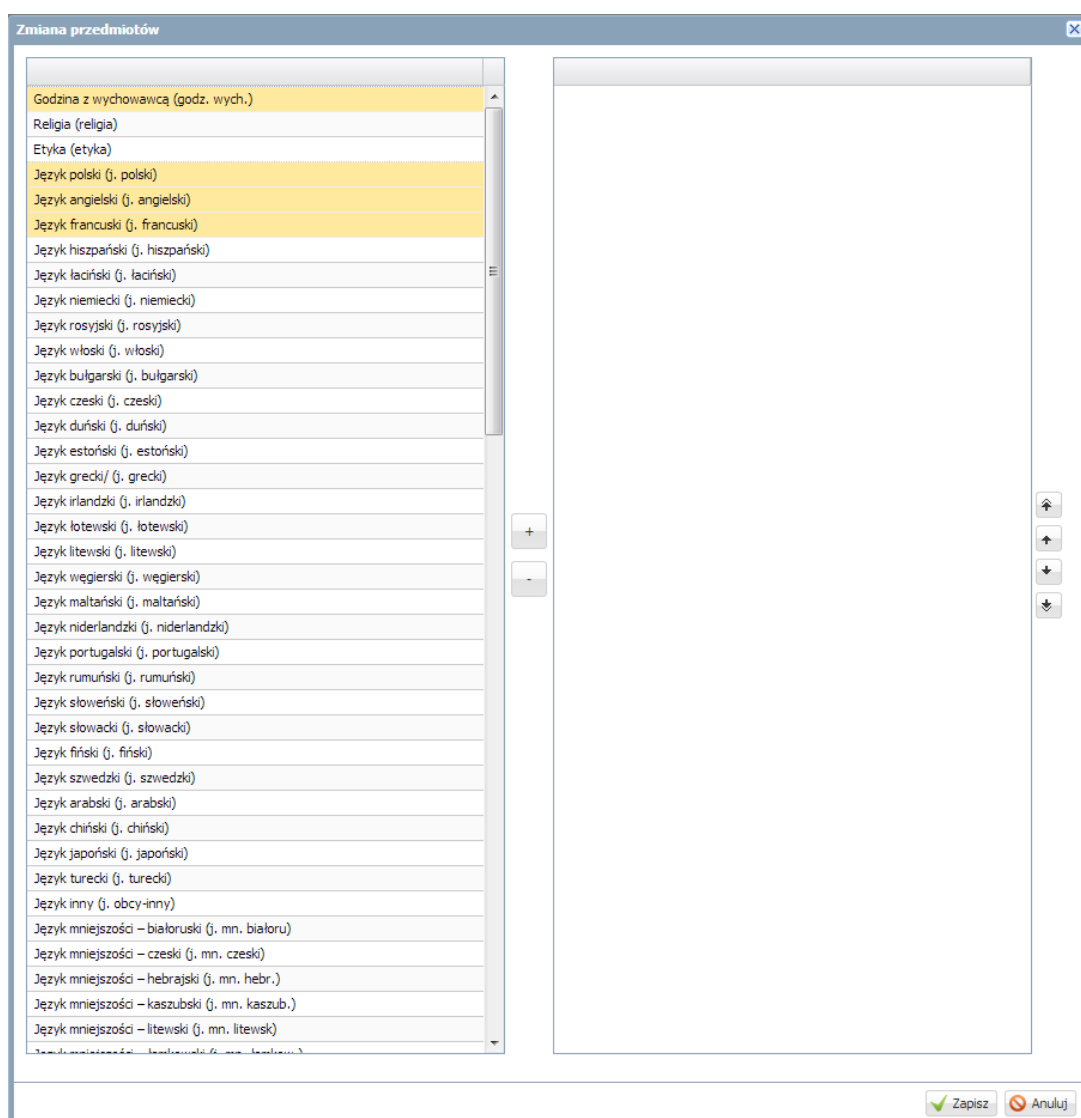 Zmiana przedmiotów
Godzina z wychowawcą (godz. wych.)
Religia (religia)
Etyka (etyka)
Język polski (j. polski)
Język angielski (j. angielski)
Język francuski (j. francuski)
Język hiszpański (j. hiszpański)
Język łaciński (j. łaciński)
Język niemiecki (j. niemiecki)
Język rosyjski (j. rosyjski)
Język włoski (j. włoski)
Język bułgarski (j. bułgarski)
Język czeski (j. czeski)
Język duński (j. duński)
Język estoński (j. estoński)
Język grecki/ (j. grecki)
Język irlandzki (j. irlandzki)
Język łotewski (j. łotewski)
+
Język litewski (j. litewski)
Język węgierski (j. węgierski)
-
Język maltański (j. maltański)
Język niderlandzki (j. niderlandzki)
Język portugalski (j. portugalski)
Język rumuński (j. rumuński)
Język słoweński (j. słoweński)
Język słowacki (j. słowacki)
Język fiński (j. fiński)
Język szwedzki (j. szwedzki)
Język arabski (j. arabski)
Język chiński (j. chiński)
Język japoński (j. japoński)
Język turecki (j. turecki)
Język inny (j. obcy-inny)
Język mniejszości – białoruski (j. mn. białoru)
Język mniejszości – czeski (j. mn. czeski)
Język mniejszości – hebrajski (j. mn. hebr.)
Język mniejszości – kaszubski (j. mn. kaszub.)
Język mniejszości – litewski (j. mn. litewsk)
Zapisz
Anuluj